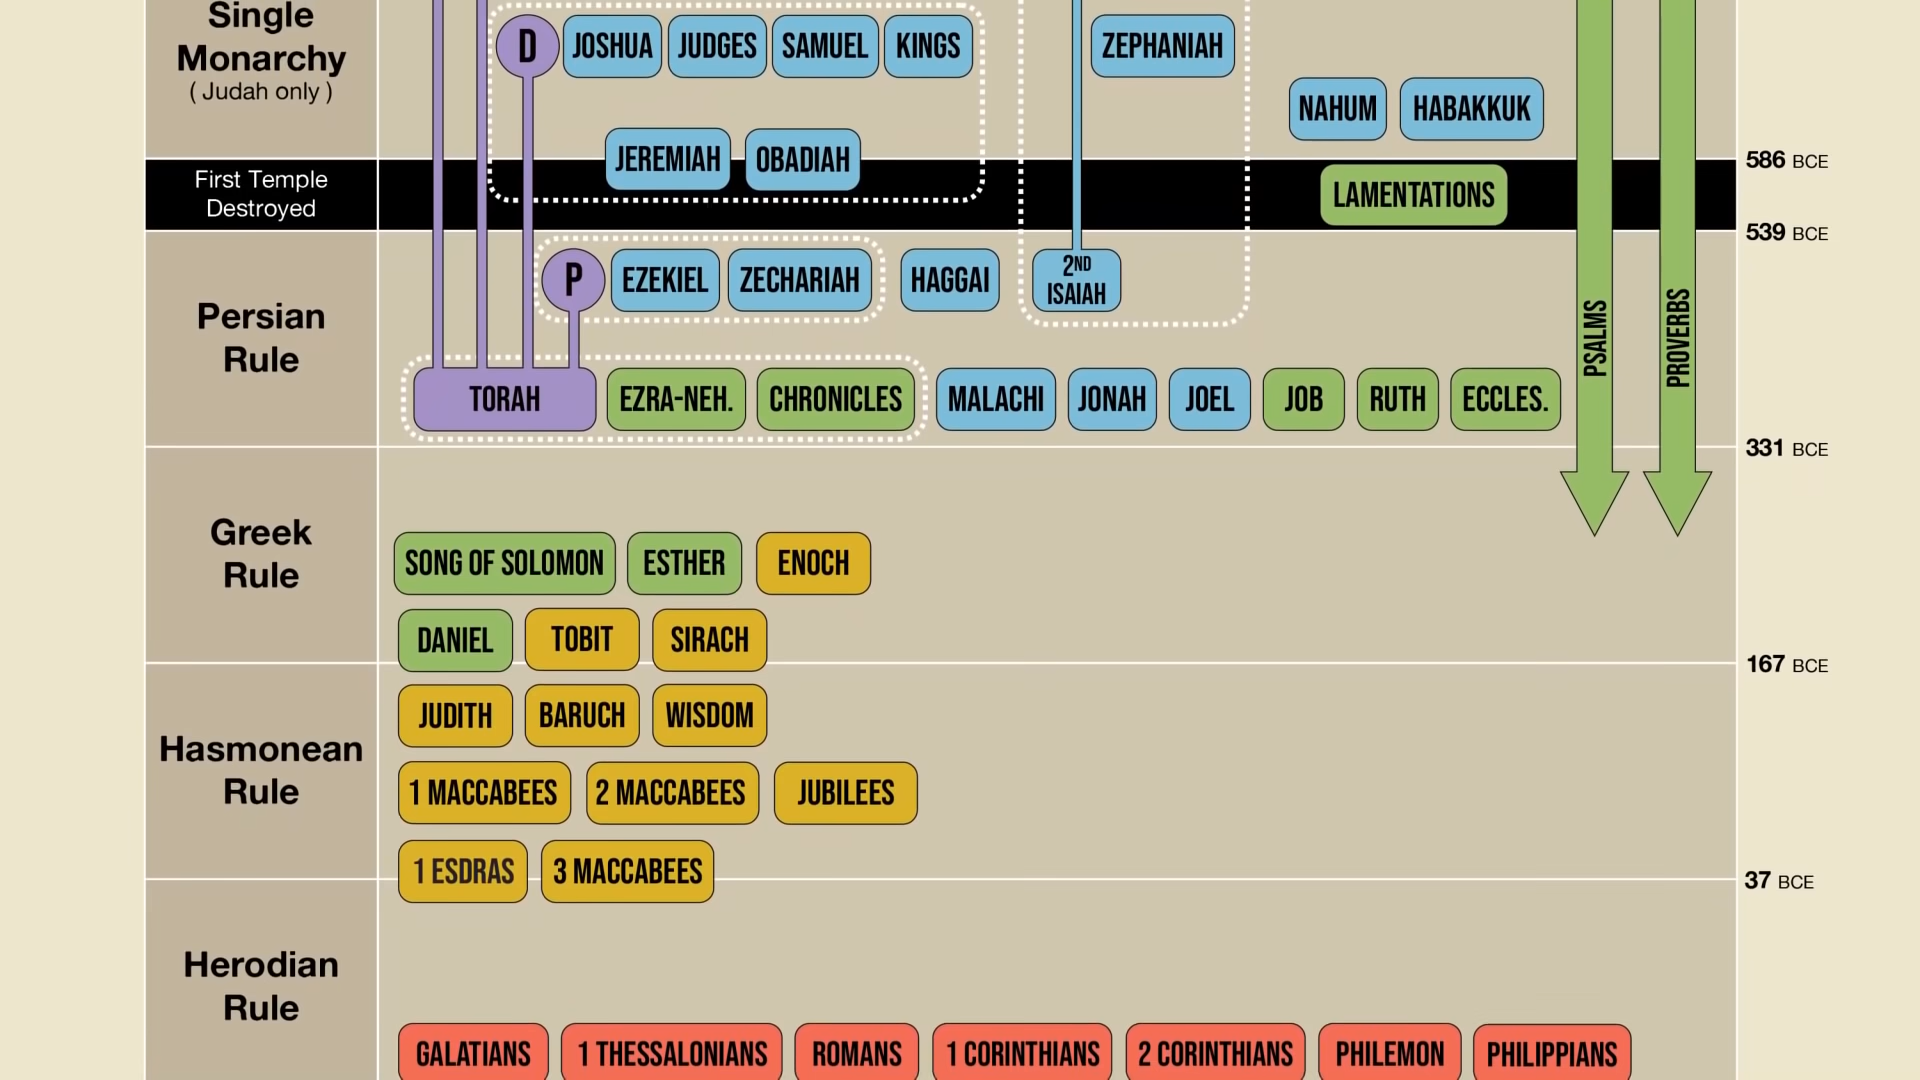 Single
Monarchy
( Judah only )
D
JOSHUA
JUDGES
SAMUEL
KINGS
ZEPHANIAH
NAHUM
HABAKKUK
JEREMIAH
OBADIAH
586 BCE
First Temple
Destroyed
LAMENTATIONS
539 BCE
Persian
Rule
P
EZEKIEL
ZECHARIAH
HAGGAI
2ND
ISAIAH
PSALMS
PROVERBS
TORAH
EZRA-NEH.
CHRONICLES
MALACHI
JONAH
JOEL
JOB
RUTH
ECCLES.
331 BCE
Greek
Rule
SONG OF SOLOMON
ESTHER
ENOCH
DANIEL
TOBIT
SIRACH
167 BCE
Hasmonean
Rule
JUDITH
BARUCH
WISDOM
1 MACCABEES
2 MACCABEES
JUBILEES
1 ESDRAS
3 MACCABEES
37 BCE
Herodian
Rule
GALATIANS
1 THESSALONIANS
ROMANS
1 CORINTHIANS
2 CORINTHIANS
PHILEMON
PHILIPPIANS